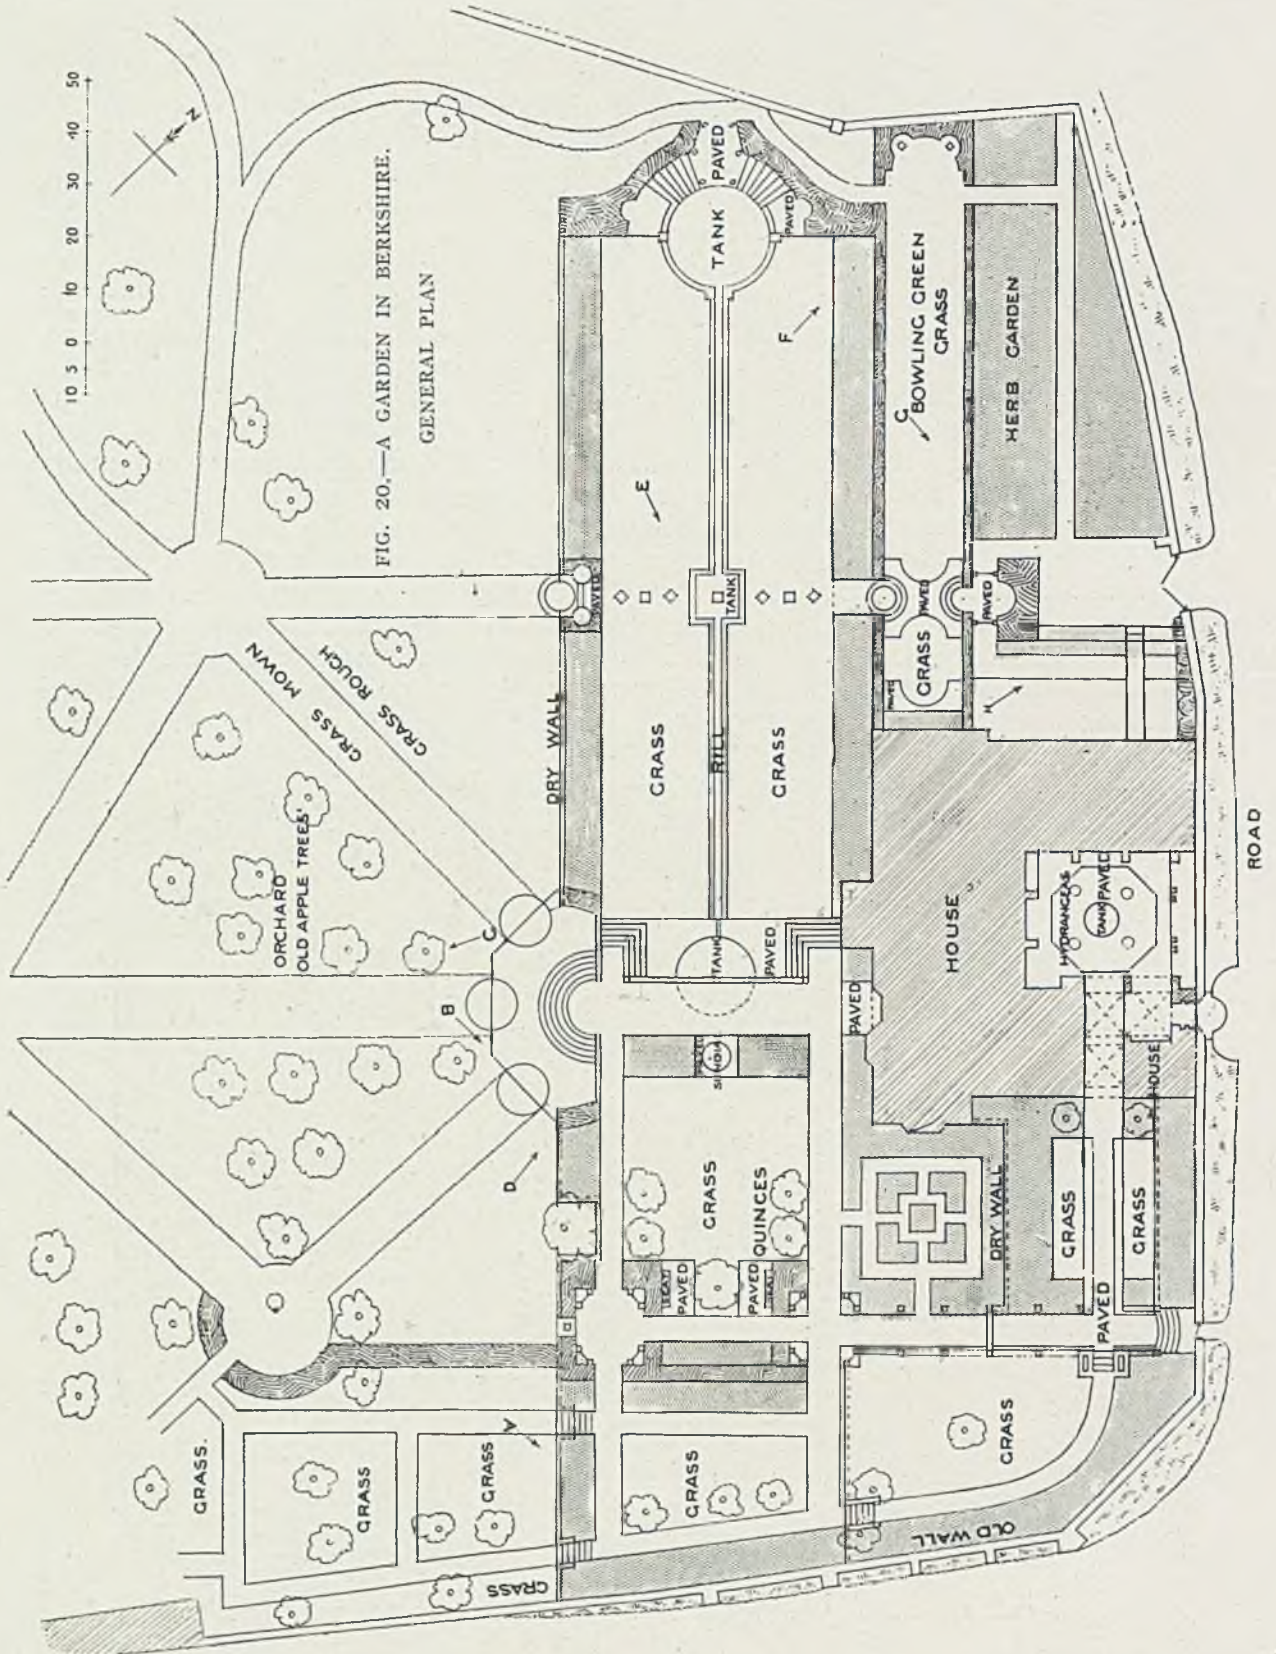 50
40
30
20
10
0
5
10
N
FIG. 20.—A GARDEN IN BERKSHIRE.
GENERAL PLAN
PAVED
TANK
PAVED
BOWLING GREEN
GRASS
HERB GARDEN
F
G
E
PAVED
TANK
PAVED
PAVED
GRASS
PAVED
H
GRASS MOWN
GRASS ROUGH
DRY WALL
GRASS
RILL
GRASS
ORCHARD
OLD APPLE TREES
C
B
D
TANK
PAVED
PAVED
HOUSE
HYDRANGEAS
TANK
PAVED
HOUSE
ROAD
SUNDIAL
GRASS
QUINCES
DRY WALL
GRASS
GRASS
SEAT
PAVED
PAVED
PAVED
GRASS.
GRASS
GRASS
A
GRASS
GRASS
GRASS
OLD WALL